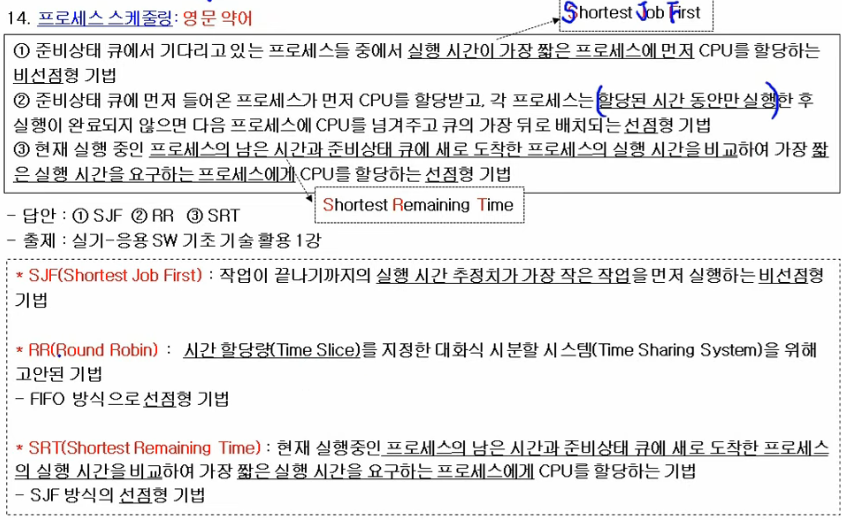 Shortest Job First
14. 프로세스 스케줄링: 영문 약어
① 준비상태 큐에서 기다리고 있는 프로세스들 중에서 실행 시간이 가장 짧은 프로세스에 먼저 CPU를 할당하는
비선점형 기법
② 준비상태 큐에 먼저 들어온 프로세스가 먼저 CPU를 할당받고, 각 프로세스는 할당된 시간 동안만 실행한 후
실행이 완료되지 않으면 다음 프로세스에 CPU를 넘겨주고 큐의 가장 뒤로 배치되는 선점형 기법
③ 현재 실행 중인 프로세스의 남은 시간과 준비상태 큐에 새로 도착한 프로세스의 실행 시간을 비교하여 가장 짧
은 실행 시간을 요구하는 프로세스에게 CPU를 할당하는 선점형 기법
Shortest Remaining Time
- 답안 : ① SJF ② RR ③ SRT
- 출제 : 실기-응용 SW 기초 기술 활용 1강
* SJF(Shortest Job First) : 작업이 끝나기까지의 실행 시간 추정치가 가장 작은 작업을 먼저 실행하는 비선점형
기법
* RR(Round Robin) : 시간 할당량(Time Slice)를 지정한 대화식 시분할 시스템(Time Sharing System)을 위해
고안된 기법
- FIFO 방식으로 선점형 기법
* SRT(Shortest Remaining Time) : 현재 실행중인 프로세스의 남은 시간과 준비상태 큐에 새로 도착한 프로세스
의 실행 시간을 비교하여 가장 짧은 실행 시간을 요구하는 프로세스에게 CPU를 할당하는 기법
- SJF 방식의 선점형 기법